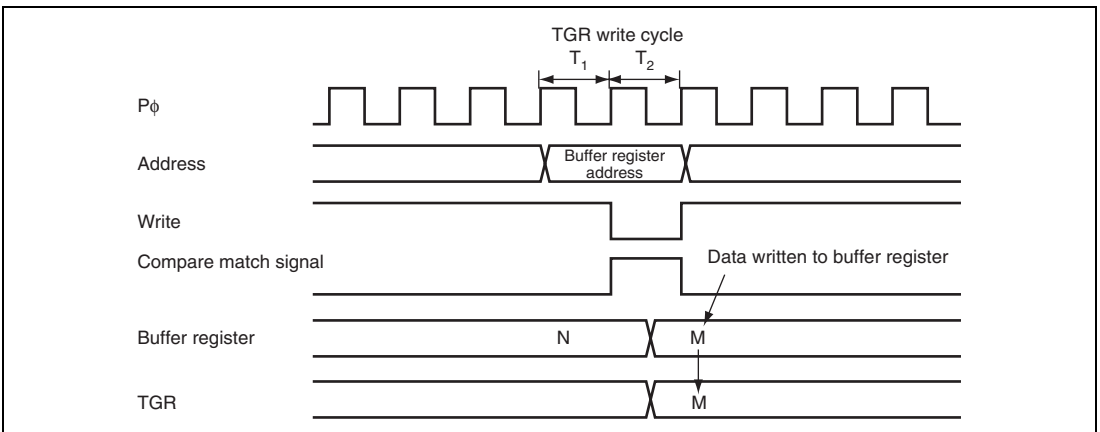 TGR write cycle
T1 T2
Pϕ
Address
Buffer register
address
Write
Compare match signal
Data written to buffer register
Buffer register
N
M
TGR
M